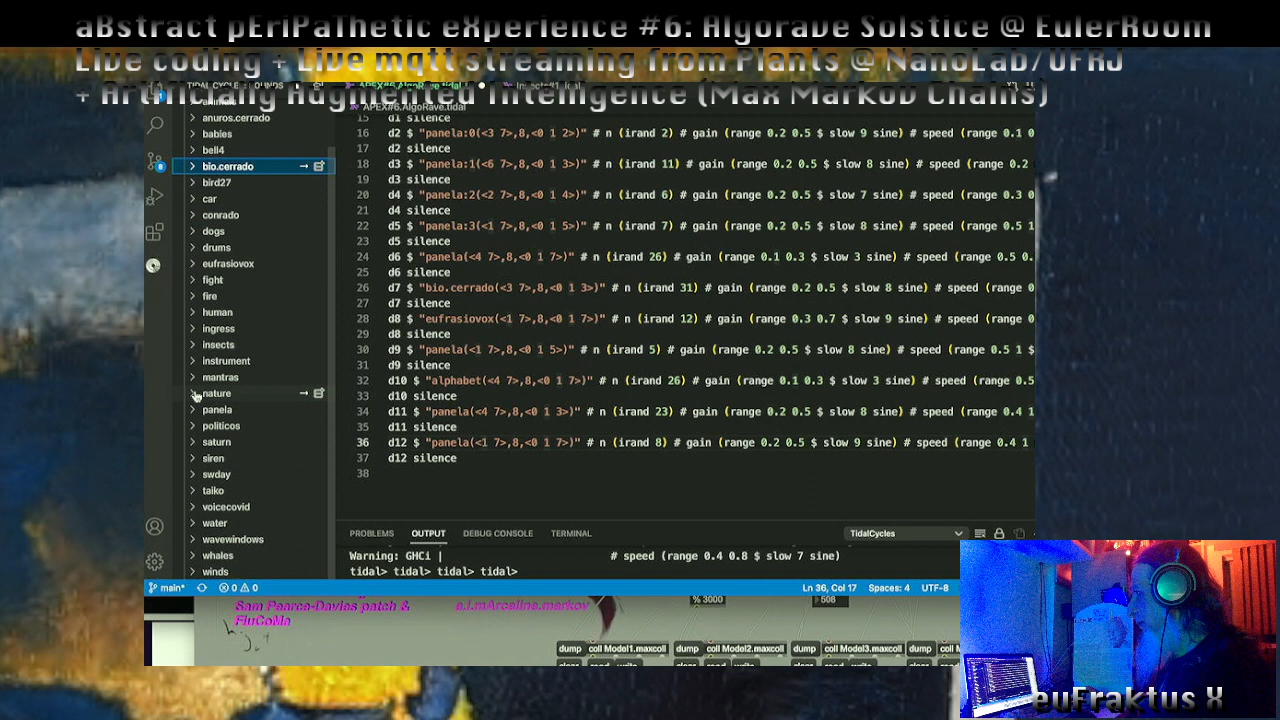 aBstract pEriPaThetic eXperience #6: Algorave Solstice @ EulerRoom
Live coding + Live mqtt streaming from Plants @ NanoLab/UFRJ
+ Artifficing Augmented Intelligence (Max Markov Chains)
APEX#6.AlgoRave.tidal
animals
anuros.cerrado
babies
bell4
bio.cerrado
bird27
car
conrado
dogs
drums
eufrasiovox
fight
fire
human
ingress
insects
instrument
mantras
nature
panela
politicos
saturn
siren
swday
taiko
voicecovid
water
wavewindows
whales
winds
15 d1 silence
16 d2 $ "panela:0(<3 7>,8,<0 1 2>)" # n (irand 2) # gain (range 0.2 0.5 $ slow 9 sine) # speed (range 0.1 0
17 d2 silence
18 d3 $ "panela:1(<6 7>,8,<0 1 3>)" # n (irand 11) # gain (range 0.2 0.5 $ slow 8 sine) # speed (range 0.2
19 d3 silence
20 d4 $ "panela:2(<2 7>,8,<0 1 4>)" # n (irand 6) # gain (range 0.2 0.5 $ slow 7 sine) # speed (range 0.3 0
21 d4 silence
22 d5 $ "panela:3(<1 7>,8,<0 1 5>)" # n (irand 7) # gain (range 0.2 0.5 $ slow 8 sine) # speed (range 0.5 1
23 d5 silence
24 d6 $ "panela(<4 7>,8,<0 1 7>)" # n (irand 26) # gain (range 0.1 0.3 $ slow 3 sine) # speed (range 0.5 0.
25 d6 silence
26 d7 $ "bio.cerrado(<3 7>,8,<0 1 3>)" # n (irand 31) # gain (range 0.2 0.5 $ slow 8 sine) # speed (range 0
27 d7 silence
28 d8 $ "eufrasiovox(<1 7>,8,<0 1 7>)" # n (irand 12) # gain (range 0.3 0.7 $ slow 9 sine) # speed (range 0
29 d8 silence
30 d9 $ "panela(<1 7>,8,<0 1 5>)" # n (irand 5) # gain (range 0.2 0.5 $ slow 8 sine) # speed (range 0.5 1 $
31 d9 silence
32 d10 $ "alphabet(<4 7>,8,<0 1 7>)" # n (irand 26) # gain (range 0.1 0.3 $ slow 3 sine) # speed (range 0.5
33 d10 silence
34 d11 $ "panela(<4 7>,8,<0 1 3>)" # n (irand 23) # gain (range 0.2 0.5 $ slow 8 sine) # speed (range 0.4 1
35 d11 silence
36 d12 $ "panela(<1 7>,8,<0 1 7>)" # n (irand 8) # gain (range 0.2 0.5 $ slow 9 sine) # speed (range 0.4 1
37 d12 silence
38
PROBLEMS OUTPUT DEBUG CONSOLE TERMINAL TidalCycles
Warning: GHCi | # speed (range 0.4 0.8 $ slow 7 sine)
tidal> tidal> tidal> tidal>
main* 0 0 Ln 36, Col 17 Spaces: 4 UTF-8
Sam Pearce-Davies patch & a.i.mArcelino.markov
FluCoMa
% 3000 508
dump coll Model1.maxcoll dump coll Model2.maxcoll dump coll Model3.maxcoll dump
euFraktus X